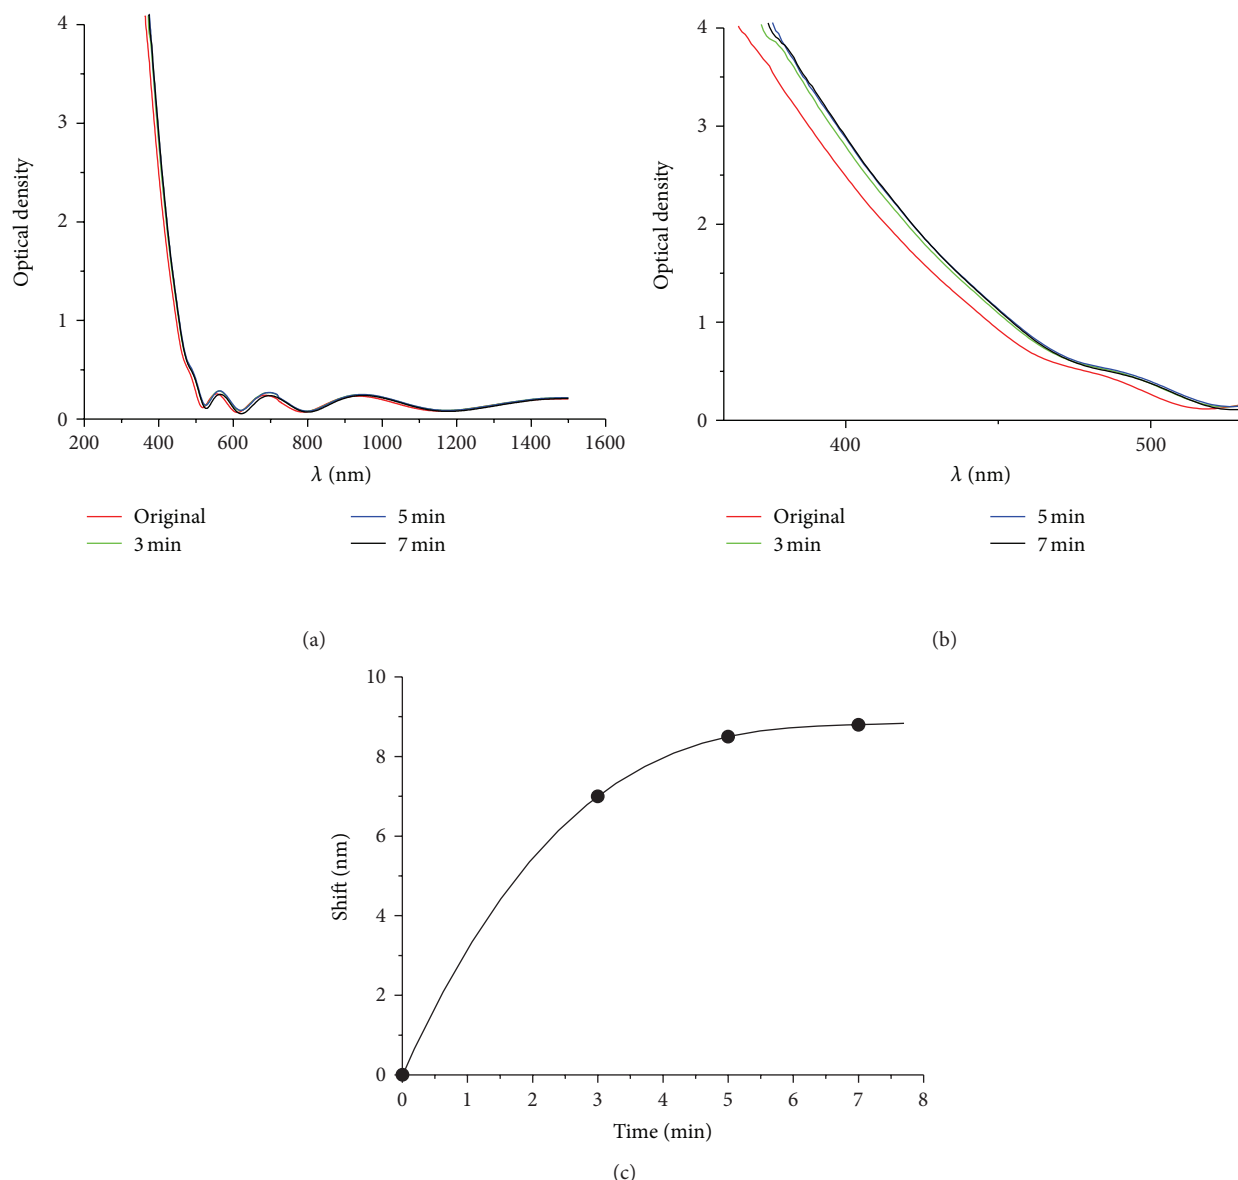 4
3
2
1
0
Optical density
200 400 600 800 1000 1200 1400 1600
λ (nm)
Original 5 min
3 min 7 min
(a)
4
3
2
1
0
Optical density
400 500
λ (nm)
Original 5 min
3 min 7 min
(b)
10
8
6
4
2
0
Shift (nm)
0 1 2 3 4 5 6 7 8
Time (min)
(c)